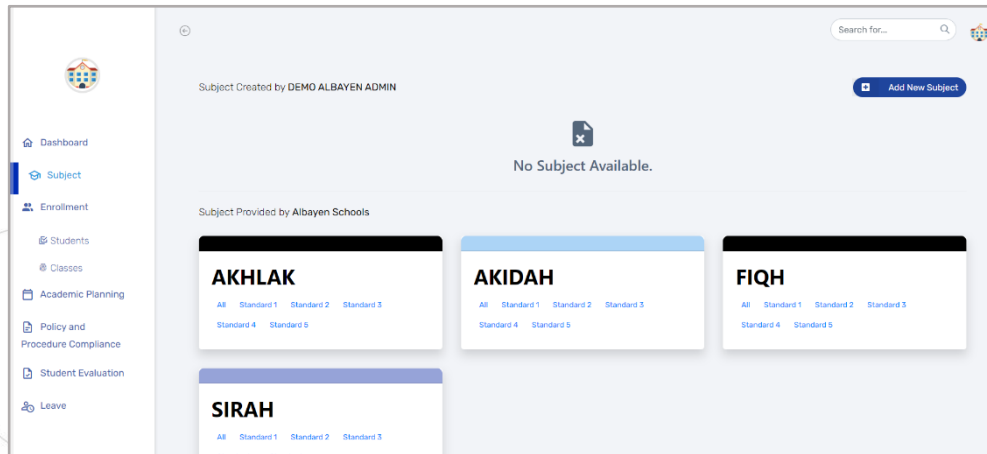 Search for...
Subject Created by DEMO ALBAYEN ADMIN
Add New Subject
Dashboard
Subject
Enrollment
Students
Classes
Academic Planning
Policy and
Procedure Compliance
Student Evaluation
Leave
No Subject Available.
Subject Provided by Albayen Schools
AKHLAK
All Standard 1 Standard 2 Standard 3
Standard 4 Standard 5
AKIDAH
All Standard 1 Standard 2 Standard 3
Standard 4 Standard 5
FIQH
All Standard 1 Standard 2 Standard 3
Standard 4 Standard 5
SIRAH
All Standard 1 Standard 2 Standard 3